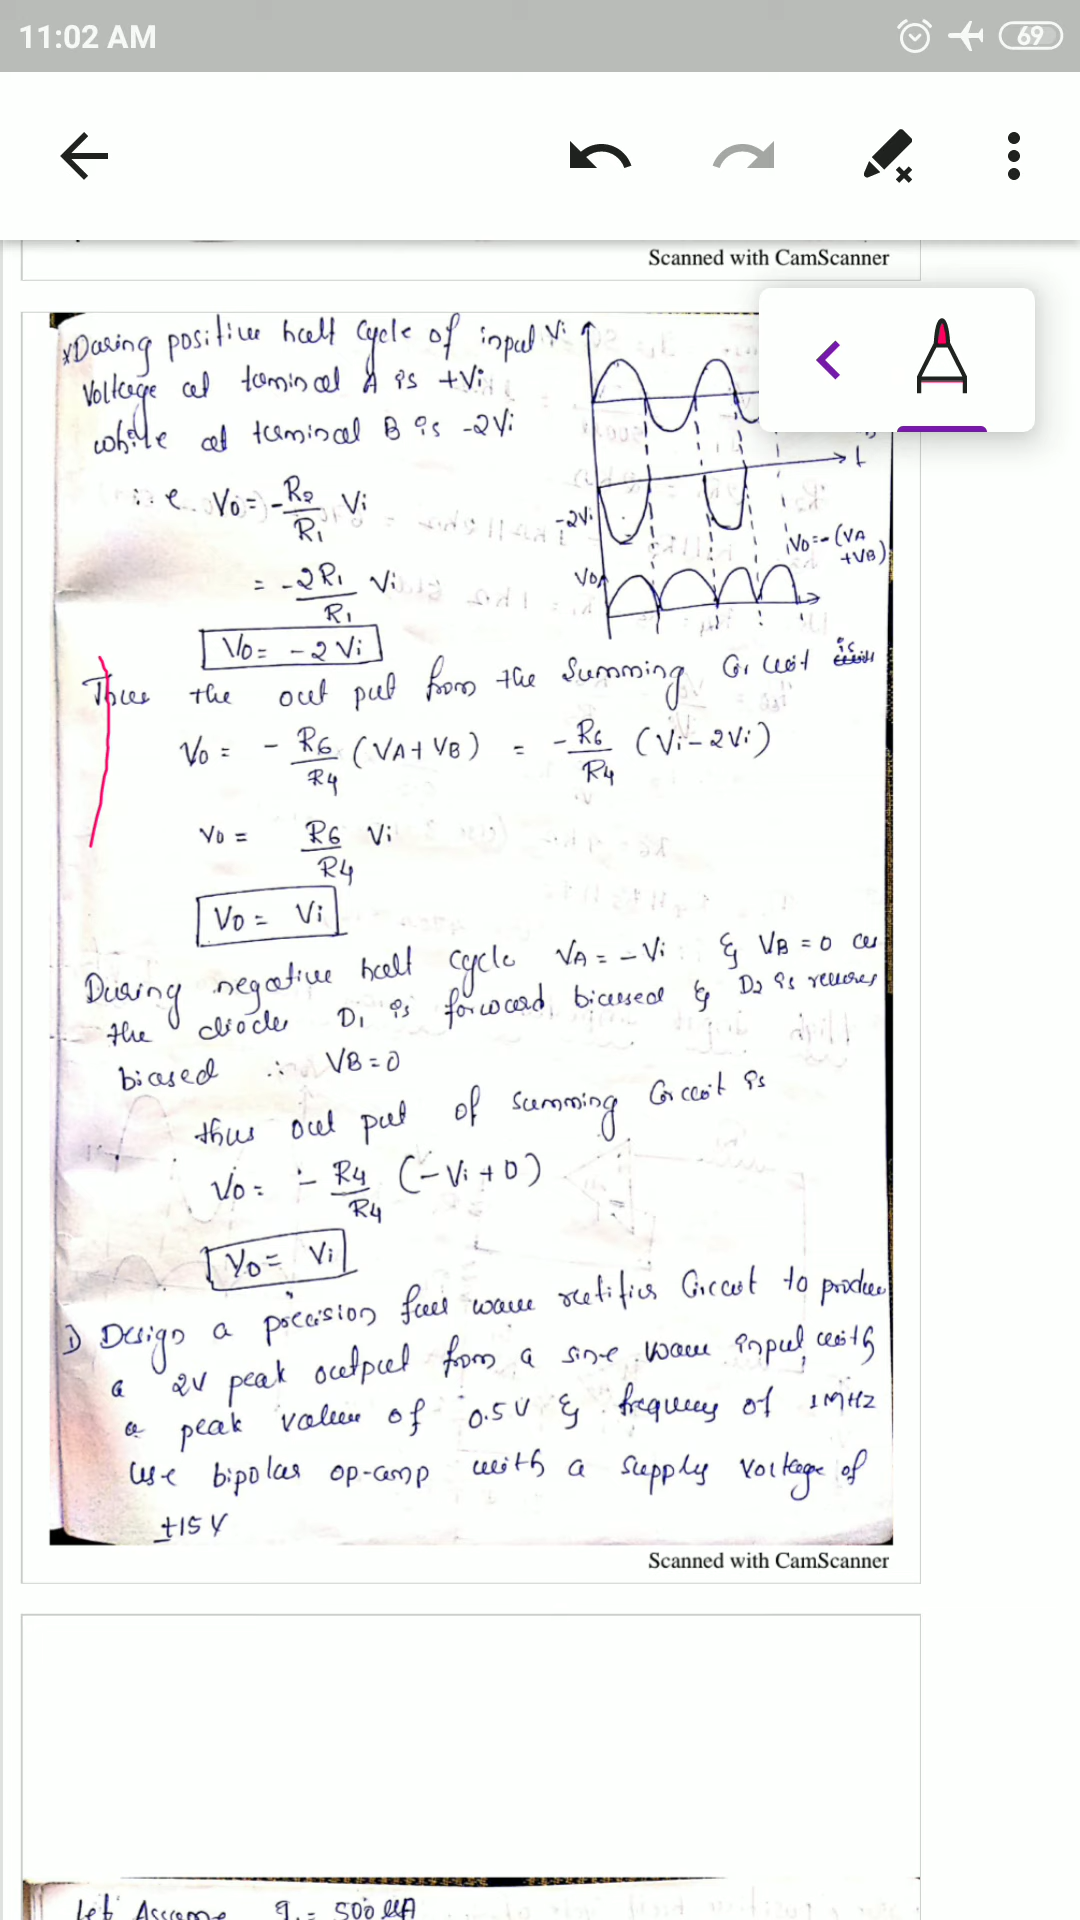 11:02 AM
69
Scanned with CamScanner
During positive half cycle of input Vi
Voltage at terminal A is +Vi
while at terminal B is -2Vi
∴ i.e. Vo = -R2/R1 Vi
= -2R1/R1 Vi
Vo = -2Vi
t
-2Vi
Vo = -(VA
+VB)
Vo
Thus the out put from the Summing Circuit is
Vo = - R6/R4 (VA + VB) = -R6/R4 (Vi - 2Vi)
Vo = R6/R4 Vi
Vo = Vi
During negative half cycle VA = -Vi & VB = 0 as
the diode D1 is forward biased & D2 is reverse
biased ∴ VB = 0
thus out put of summing Circuit is
Vo = - R4/R4 (-Vi + 0)
Vo = Vi
1) Design a precision full wave rectifier Circuit to produce
a 2V peak output from a sine wave input with
a peak value of 0.5V & frequency of 1MHz
use bipolar op-amp with a supply voltage of
±15V
Scanned with CamScanner
Let Assume I1 = 500 uA